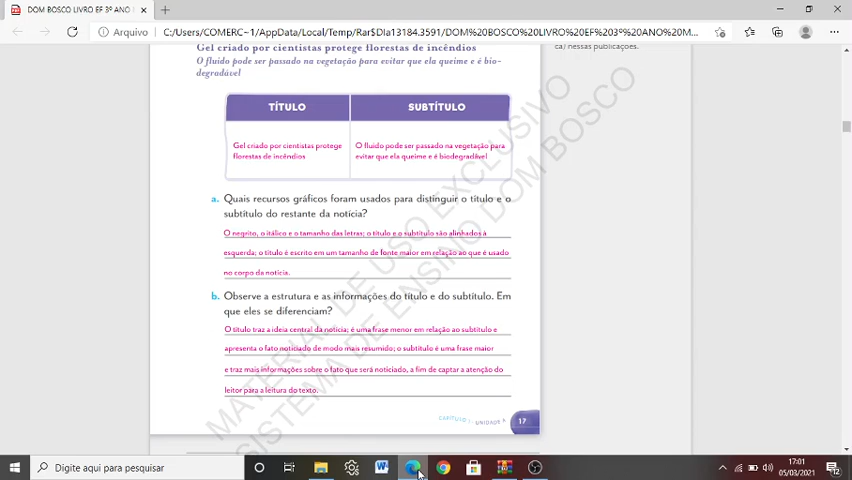 DOM BOSCO LIVRO EF 3º ANO M
Arquivo
C:/Users/COMERC~1/AppData/Local/Temp/Rar$DIa13184.3591/DOM%20BOSCO%20LIVRO%20EF%203º%20ANO%20M...
Gel criado por cientistas protege florestas de incêndios
ca) nessas publicações.
O fluido pode ser passado na vegetação para evitar que ela queime e é bio-
degradável
TÍTULO
SUBTÍTULO
Gel criado por cientistas protege
florestas de incêndios
O fluido pode ser passado na vegetação para
evitar que ela queime e é biodegradável
a. Quais recursos gráficos foram usados para distinguir o título e o
subtítulo do restante da notícia?
O negrito, o itálico e o tamanho das letras; o título e o subtítulo são alinhados à
esquerda; o título é escrito em um tamanho de fonte maior em relação ao que é usado
no corpo da notícia.
b. Observe a estrutura e as informações do título e do subtítulo. Em
que eles se diferenciam?
O título traz a ideia central da notícia; é uma frase menor em relação ao subtítulo e
apresenta o fato noticiado de modo mais resumido; o subtítulo é uma frase maior
e traz mais informações sobre o fato que será noticiado, a fim de captar a atenção do
leitor para a leitura do texto.
MATERIAL DE USO EXCLUSIVO
SISTEMA DE ENSINO DOM BOSCO
CAPÍTULO 1 - UNIDADE 1
17
Digite aqui para pesquisar
17:01
05/03/2021
12